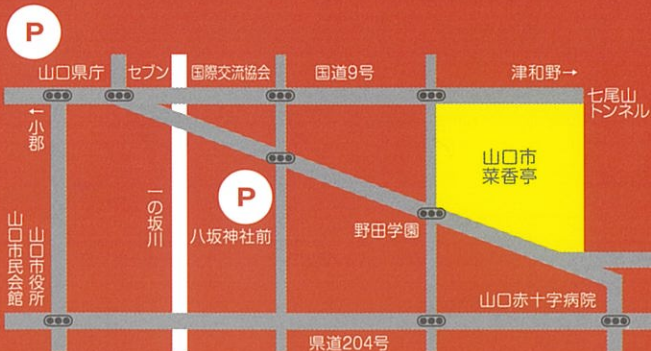 P
山口県庁
セブン
国際交流協会
国道9号
津和野→
七尾山
トンネル
←小郡
山口市
菜香亭
一の坂川
P
八坂神社前
野田学園
山口市役所
山口市民会館
山口赤十字病院
県道204号